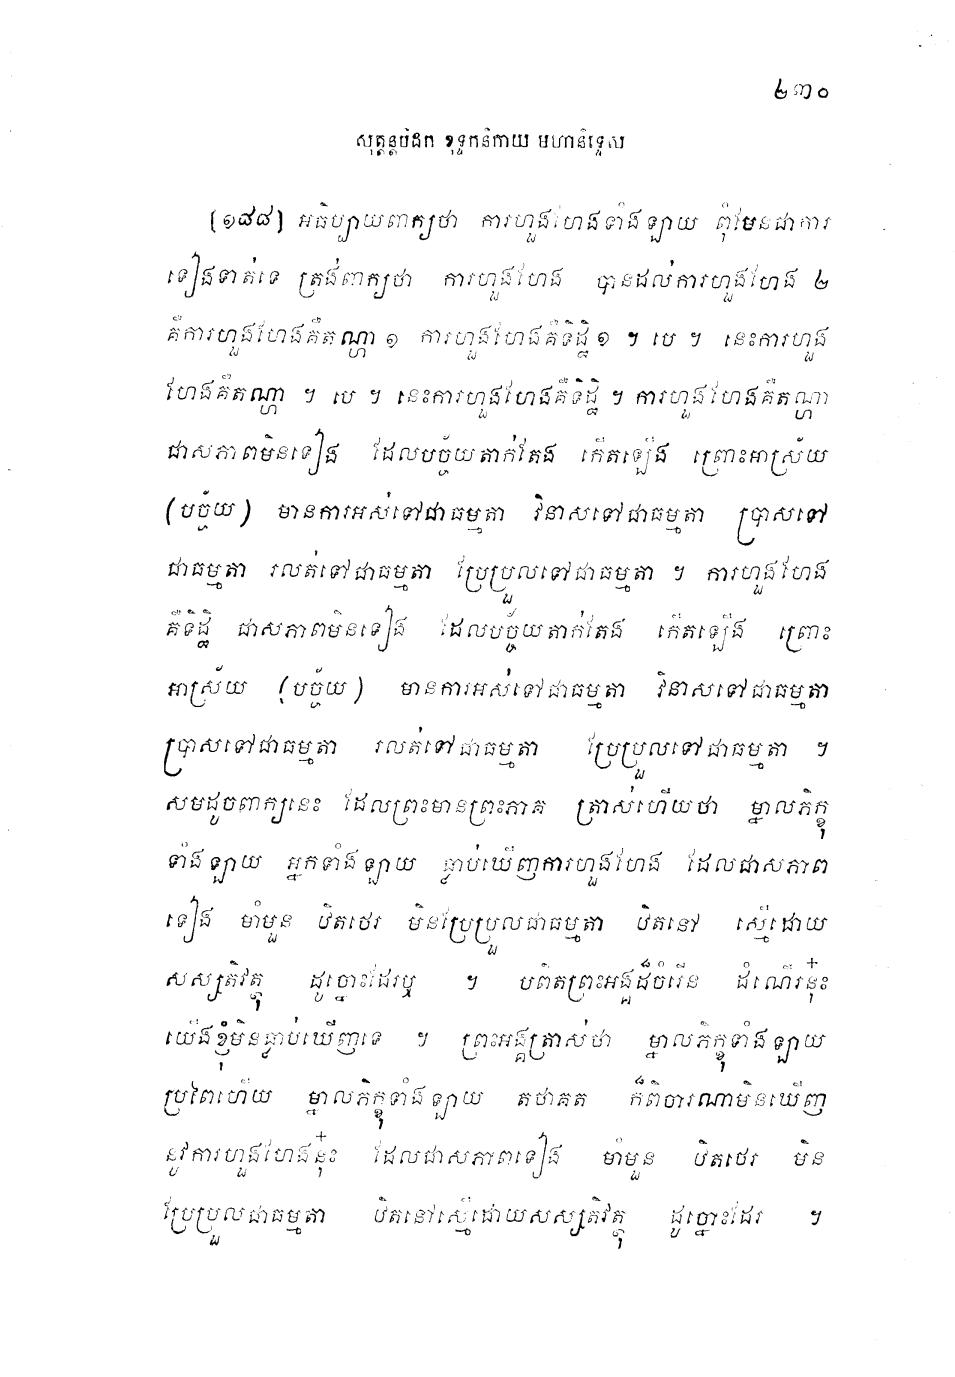 ២៣០
សុត្តន្តបិដក ខុទ្ទកនិកាយ មហានិទ្ទេស
(១៨៨) អធិប្បាយពាក្យថា ការហួងហែងទាំងឡាយ ពុំមែនជាការ
ទៀងទាត់ទេ ត្រង់ពាក្យថា ការហួងហែង បានដល់ការហួងហែង ២
គឺការហួងហែងគឺតណ្ហា ១ ការហួងហែងគឺទិដ្ឋិ ១ ។ បេ ។ នេះការហួង
ហែងគឺតណ្ហា ។ បេ ។ នេះការហួងហែងគឺទិដ្ឋិ ។ ការហួងហែងគឺតណ្ហា
ជាសភាពមិនទៀង ដែលបច្ច័យតាក់តែង កើតឡើង ព្រោះអាស្រ័យ
(បច្ច័យ) មានការអស់ទៅជាធម្មតា វិនាសទៅជាធម្មតា ប្រាសទៅ
ជាធម្មតា រលត់ទៅជាធម្មតា ប្រែប្រួលទៅជាធម្មតា ។ ការហួងហែង
គឺទិដ្ឋិ ជាសភាពមិនទៀង ដែលបច្ច័យតាក់តែង កើតឡើង ព្រោះ
អាស្រ័យ (បច្ច័យ) មានការអស់ទៅជាធម្មតា វិនាសទៅជាធម្មតា
ប្រាសទៅជាធម្មតា រលត់ទៅជាធម្មតា ប្រែប្រួលទៅជាធម្មតា ។
សមដូចពាក្យនេះ ដែលព្រះមានព្រះភាគ ត្រាស់ហើយថា ម្នាលភិក្ខុ
ទាំងឡាយ អ្នកទាំងឡាយ ធ្លាប់ឃើញការហួងហែង ដែលជាសភាព
ទៀង មាំមួន ឋិតថេរ មិនប្រែប្រួលជាធម្មតា ឋិតនៅ ស្មើដោយ
សស្សតិវត្ថុ ដូច្នោះដែរឬ ។ បពិតព្រះអង្គដ៏ចំរើន ដំណើរនុ៎ះ
យើងខ្ញុំមិនធ្លាប់ឃើញទេ ។ ព្រះអង្គត្រាស់ថា ម្នាលភិក្ខុទាំងឡាយ
ប្រពៃហើយ ម្នាលភិក្ខុទាំងឡាយ តថាគត ក៏ពិចារណាមិនឃើញ
នូវការហួងហែងនុ៎ះ ដែលជាសភាពទៀង មាំមួន ឋិតថេរ មិន
ប្រែប្រួលជាធម្មតា ឋិតនៅស្មើដោយសស្សតិវត្ថុ ដូច្នោះដែរ ។